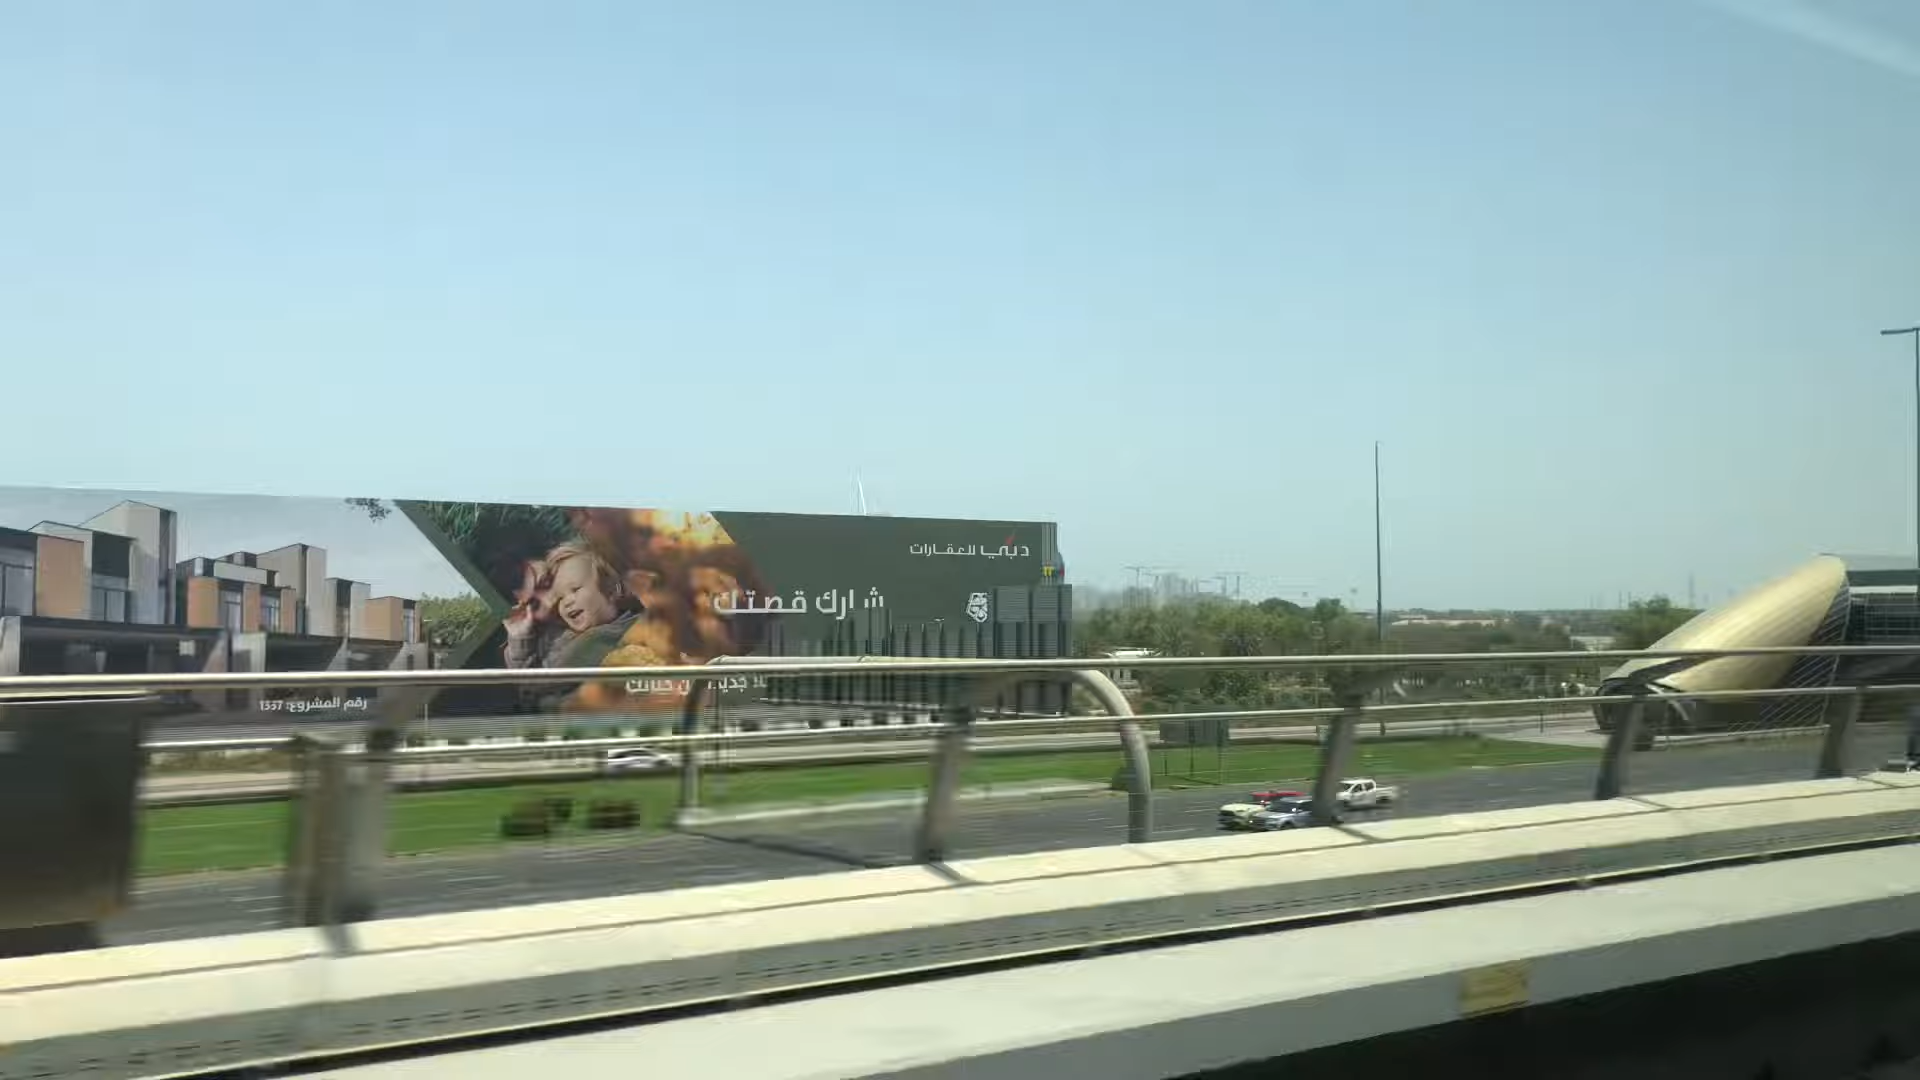 دبي للعقارات
شارك قصتك
رقم المشروع: 1337